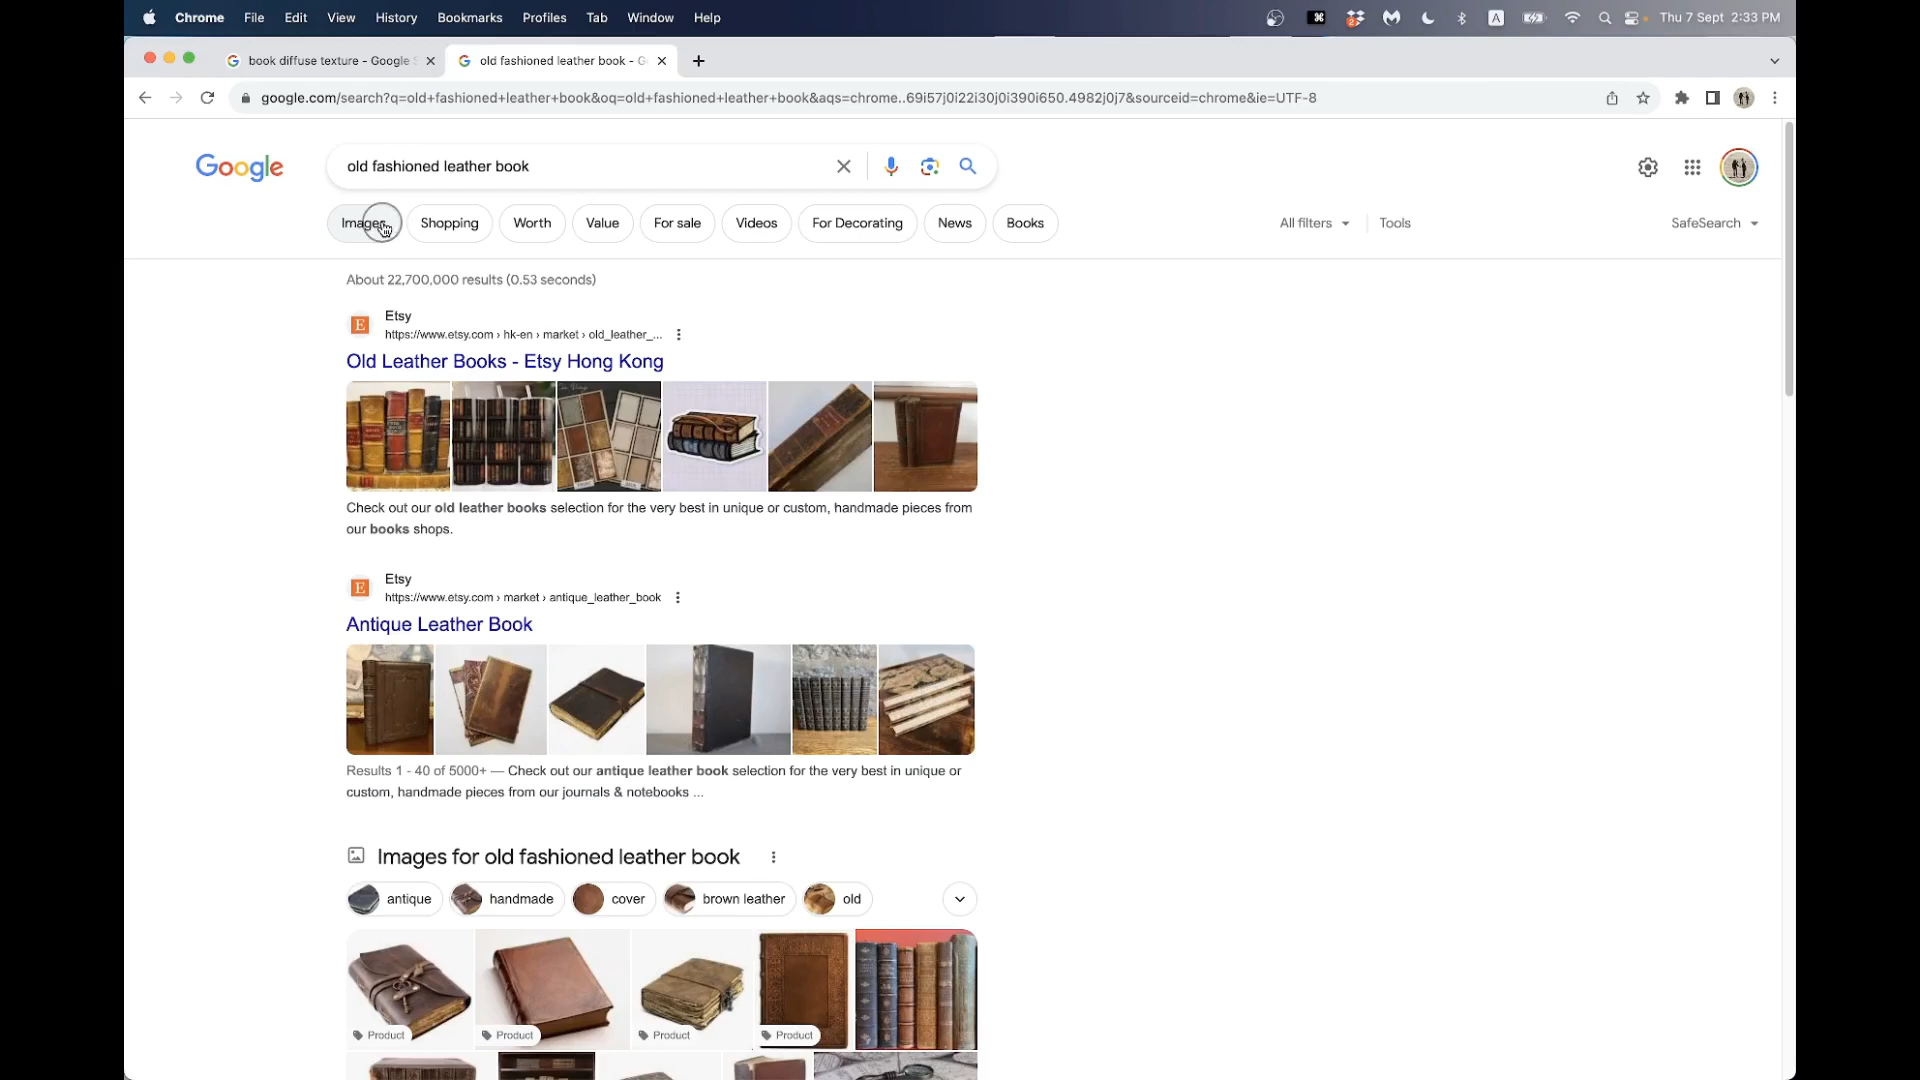 Chrome File Edit View History Bookmarks Profiles Tab Window Help
A
Thu 7 Sept 2:33 PM
book diffuse texture - Google S
old fashioned leather book - G
google.com/search?q=old+fashioned+leather+book&oq=old+fashioned+leather+book&aqs=chrome..69i57j0i22i30j0i390i650.4982j0j7&sourceid=chrome&ie=UTF-8
Google
old fashioned leather book
Images Shopping Worth Value For sale Videos For Decorating News Books
All filters Tools SafeSearch
About 22,700,000 results (0.53 seconds)
E
Etsy
https://www.etsy.com › hk-en › market › old_leather_...
Old Leather Books - Etsy Hong Kong
Check out our old leather books selection for the very best in unique or custom, handmade pieces from
our books shops.
E
Etsy
https://www.etsy.com › market › antique_leather_book
Antique Leather Book
Results 1 - 40 of 5000+ — Check out our antique leather book selection for the very best in unique or
custom, handmade pieces from our journals & notebooks ...
Images for old fashioned leather book
antique handmade cover brown leather old
Product Product Product Product